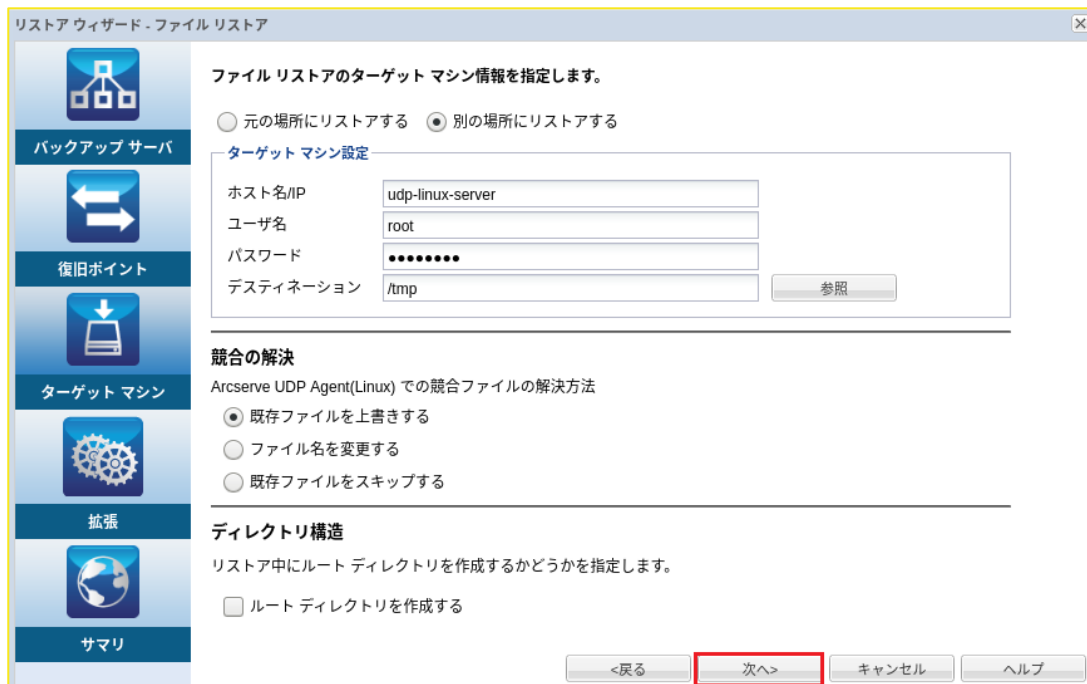 リストア ウィザード - ファイル リストア
バックアップ サーバ
復旧ポイント
ターゲット マシン
拡張
サマリ
ファイル リストアのターゲット マシン情報を指定します。
元の場所にリストアする 別の場所にリストアする
ターゲット マシン設定
ホスト名/IP udp-linux-server
ユーザ名 root
パスワード ●●●●●●●●
デスティネーション /tmp 参照
競合の解決
Arcserve UDP Agent(Linux) での競合ファイルの解決方法
既存ファイルを上書きする
ファイル名を変更する
既存ファイルをスキップする
ディレクトリ構造
リストア中にルート ディレクトリを作成するかどうかを指定します。
ルート ディレクトリを作成する
<戻る 次へ> キャンセル ヘルプ